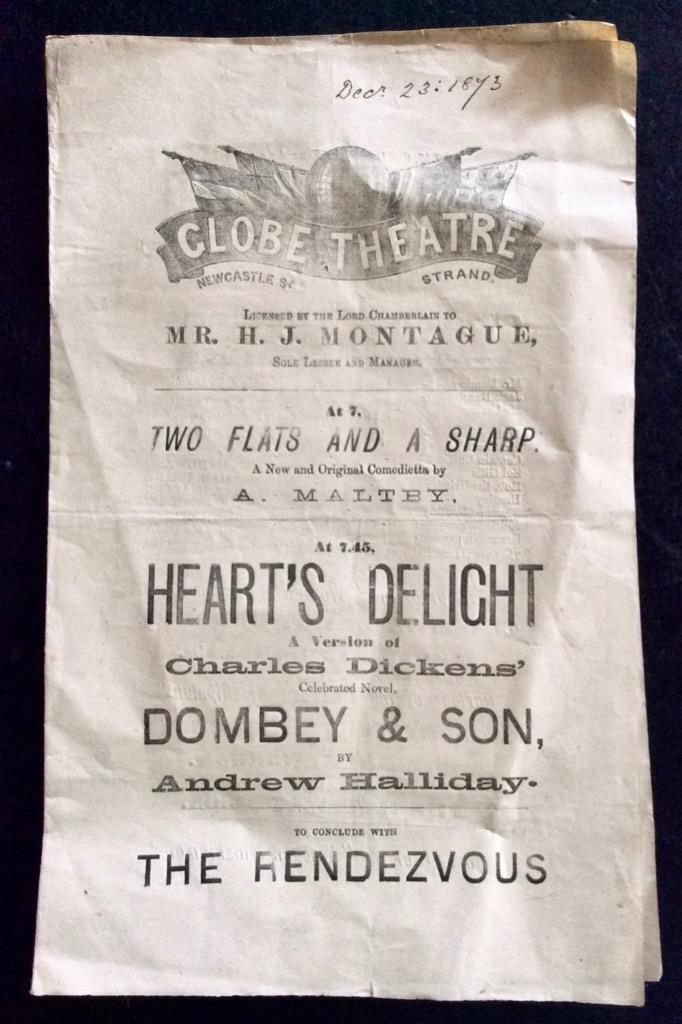 Decr. 23: 1873
GLOBE THEATRE
NEWCASTLE St STRAND.
LICENSED BY THE LORD CHAMBERLAIN TO
MR. H. J. MONTAGUE,
SOLE LESSEE AND MANAGER.
At 7,
TWO FLATS AND A SHARP.
A New and Original Comedietta by
A. MALTBY.
At 7.45,
HEART'S DELIGHT
A Version of
Charles Dickens'
Celebrated Novel,
DOMBEY & SON,
BY
Andrew Halliday.
TO CONCLUDE WITH
THE RENDEZVOUS